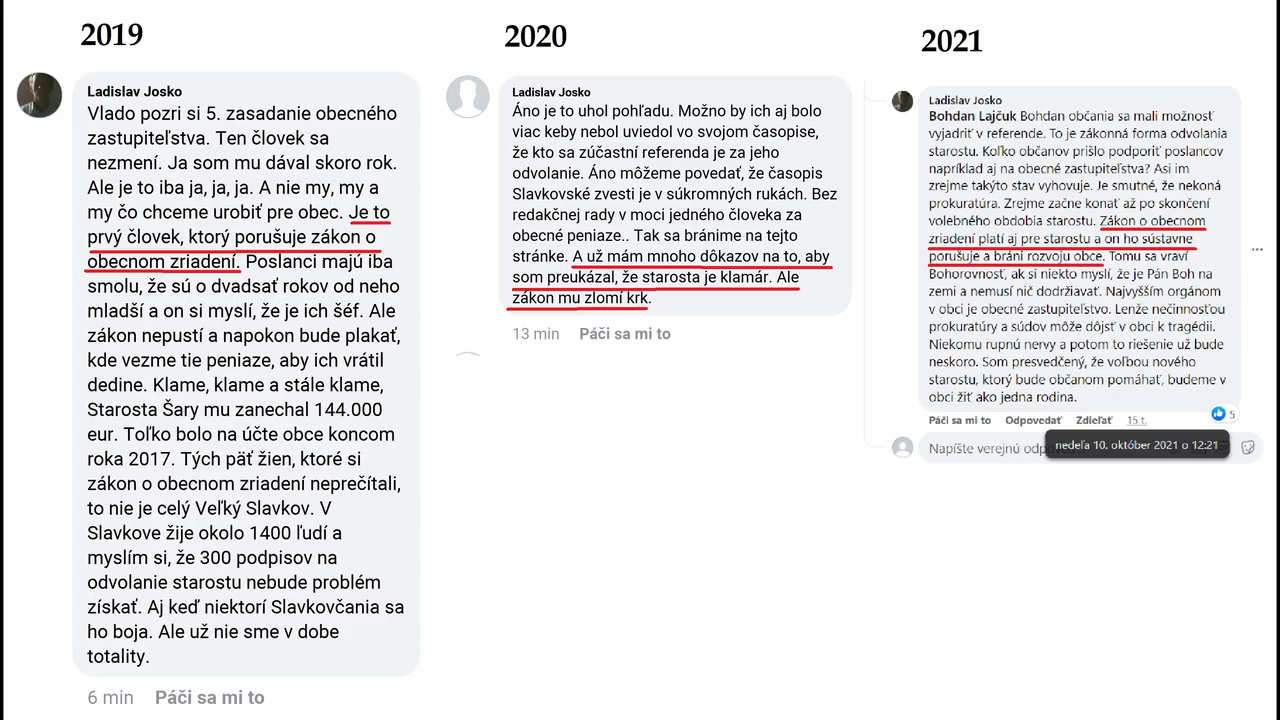 2019
Ladislav Josko
Vlado pozri si 5. zasadanie obecného
zastupiteľstva. Ten človek sa
nezmení. Ja som mu dával skoro rok.
Ale je to iba ja, ja, ja. A nie my, my a
my čo chceme urobiť pre obec. Je to
prvý človek, ktorý porušuje zákon o
obecnom zriadení. Poslanci majú iba
smolu, že sú o dvadsať rokov od neho
mladší a on si myslí, že je ich šéf. Ale
zákon nepustí a napokon bude plakať,
kde vezme tie peniaze, aby ich vrátil
dedine. Klame, klame a stále klame,
Starosta Šary mu zanechal 144.000
eur. Toľko bolo na účte obce koncom
roka 2017. Tých päť žien, ktoré si
zákon o obecnom zriadení neprečítali,
to nie je celý Veľký Slavkov. V
Slavkove žije okolo 1400 ľudí a
myslím si, že 300 podpisov na
odvolanie starostu nebude problém
získať. Aj keď niektorí Slavkovčania sa
ho boja. Ale už nie sme v dobe
totality.
6 min Páči sa mi to
2020
Ladislav Josko
Áno je to uhol pohľadu. Možno by ich aj bolo
viac keby nebol uviedol vo svojom časopise,
že kto sa zúčastní referenda je za jeho
odvolanie. Áno môžeme povedať, že časopis
Slavkovské zvesti je v súkromných rukách. Bez
redakčnej rady v moci jedného človeka za
obecné peniaze.. Tak sa bránime na tejto
stránke. A už mám mnoho dôkazov na to, aby
som preukázal, že starosta je klamár. Ale
zákon mu zlomí krk.
13 min Páči sa mi to
2021
Ladislav Josko
Bohdan Lajčuk Bohdan občania sa mali možnosť
vyjadriť v referende. To je zákonná forma odvolania
starostu. Koľko občanov prišlo podporiť poslancov
napríklad aj na obecné zastupiteľstva? Asi im
zrejme takýto stav vyhovuje. Je smutné, že nekoná
prokuratúra. Zrejme začne konať až po skončení
volebného obdobia starostu. Zákon o obecnom
zriadení platí aj pre starostu a on ho sústavne
porušuje a bráni rozvoju obce. Tomu sa vraví
Bohorovnosť, ak si niekto myslí, že je Pán Boh na
zemi a nemusí nič dodržiavať. Najvyšším orgánom
v obci je obecné zastupiteľstvo. Lenže nečinnosťou
prokuratúry a súdov môže dôjsť v obci k tragédii.
Niekomu rupnú nervy a potom to riešenie už bude
neskoro. Som presvedčený, že voľbou nového
starostu, ktorý bude občanom pomáhať, budeme v
obci žiť ako jedna rodina.
Páči sa mi to Odpovedať Zdieľať 15 t. 5
Napíšte verejnú
nedeľa 10. október 2021 o 12:21